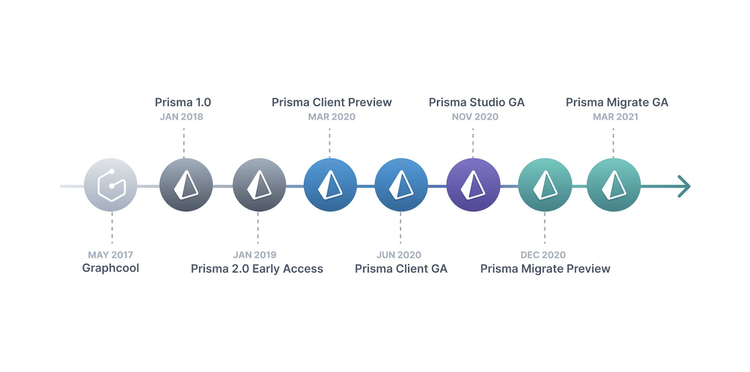 Prisma 1.0
JAN 2018
Prisma Client Preview
MAR 2020
Prisma Studio GA
NOV 2020
Prisma Migrate GA
MAR 2021
MAY 2017
Graphcool
JAN 2019
Prisma 2.0 Early Access
JUN 2020
Prisma Client GA
DEC 2020
Prisma Migrate Preview